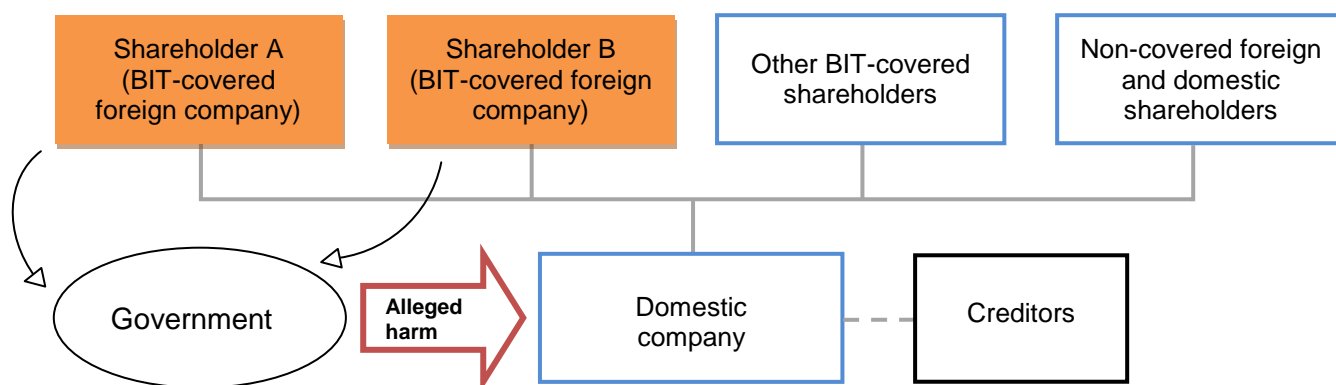 Shareholder A
(BIT-covered
foreign company)
Shareholder B
(BIT-covered foreign
company)
Other BIT-covered
shareholders
Non-covered foreign
and domestic
shareholders
Government
Alleged
harm
Domestic
company
Creditors